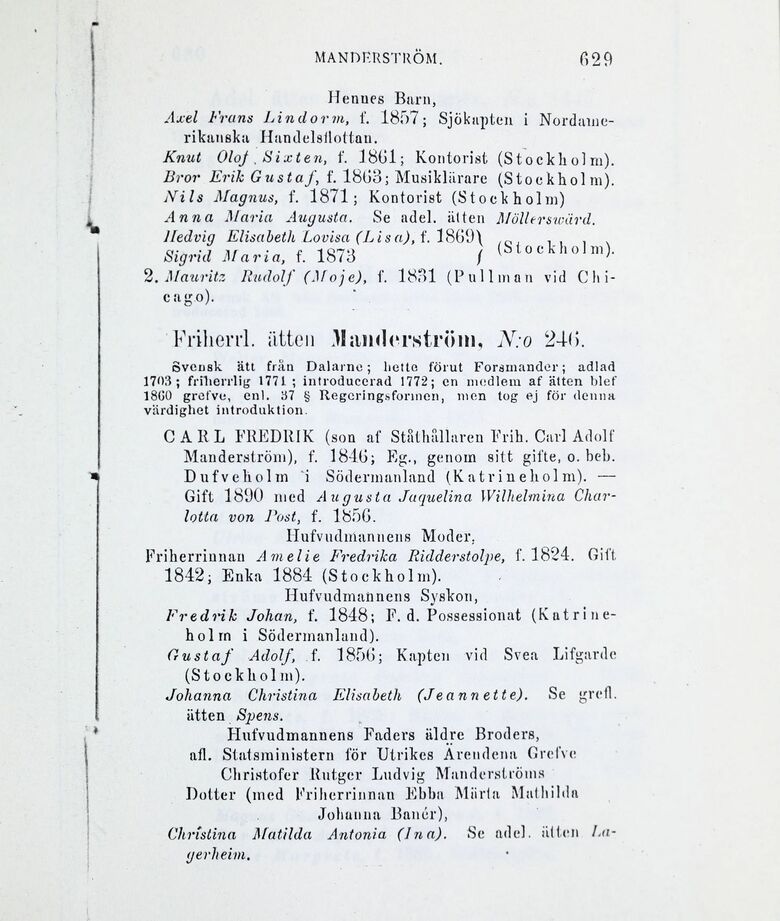 MANDERSTRÖM. 629
Hennes Barn,
Axel Frans Lindorm, f. 1857; Sjökapten i Nordame-
rikanska Handelsflottan.
Knut Olof Sixten, f. 1861; Kontorist (Stockholm).
Bror Erik Gustaf, f. 1863; Musiklärare (Stockholm).
Nils Magnus, f. 1871; Kontorist (Stockholm)
Anna Maria Augusta. Se adel. ätten Möllerswärd.
Hedvig Elisabeth Lovisa (Lisa), f. 1869 } (Stockholm).
Sigrid Maria, f. 1873
2. Mauritz Rudolf (Moje), f. 1831 (Pullman vid Chi-
cago).
Friherrl. ätten Manderström, N:o 246.
Svensk ätt från Dalarne; hette förut Forsmander; adlad
1703; friherrlig 1771; introducerad 1772; en medlem af ätten blef
1860 grefve, enl. 37 § Regeringsformen, men tog ej för denna
värdighet introduktion.
CARL FREDRIK (son af Ståthållaren Frih. Carl Adolf
Manderström), f. 1846; Eg., genom sitt gifte, o. beb.
Dufveholm i Södermanland (Katrineholm). —
Gift 1890 med Augusta Jaquelina Wilhelmina Char-
lotta von Post, f. 1856.
Hufvudmannens Moder,
Friherrinnan Amelie Fredrika Ridderstolpe, f. 1824. Gift
1842; Enka 1884 (Stockholm).
Hufvudmannens Syskon,
Fredrik Johan, f. 1848; F. d. Possessionat (Katrine-
holm i Södermanland).
Gustaf Adolf, f. 1856; Kapten vid Svea Lifgarde
(Stockholm).
Johanna Christina Elisabeth (Jeannette). Se grefl.
ätten Spens.
Hufvudmannens Faders äldre Broders,
afl. Statsministern för Utrikes Ärendena Grefve
Christofer Rutger Ludvig Manderströms
Dotter (med Friherrinnan Ebba Märta Mathilda
Johanna Banér),
Christina Matilda Antonia (Ina). Se adel. ätten La-
gerheim.